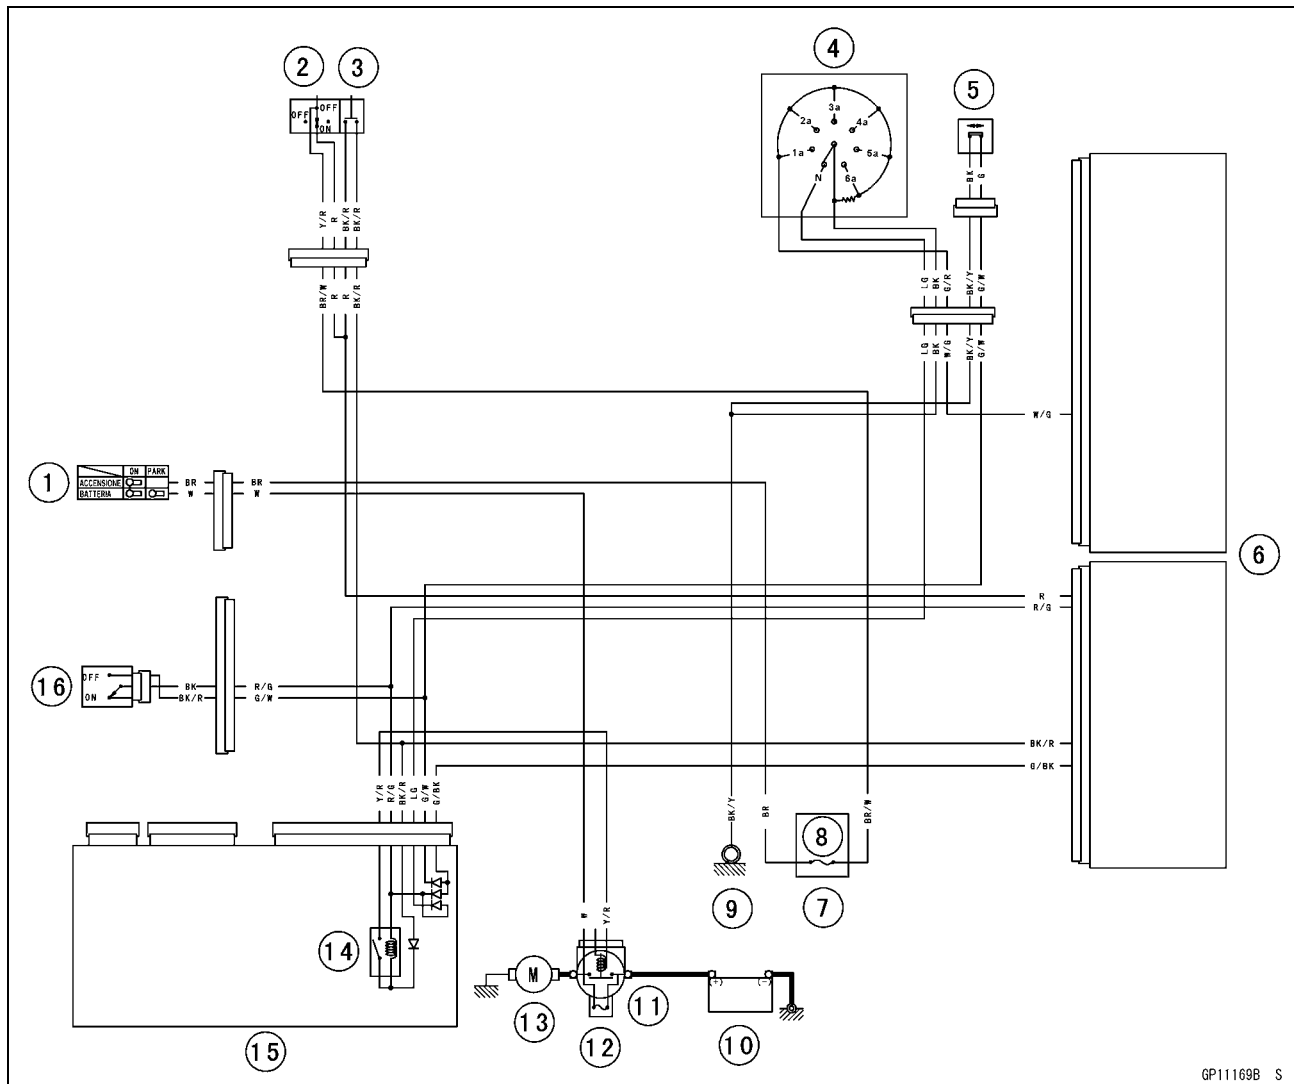 2
3
4
5
OFF
OFF
ON
3a
2a
4a
1a
5a
N
6a
BK
G
Y/R
R
BK/R
BK/R
LG
BK
G/R
BK/Y
G/W
BR/W
R
R
BK/R
LG
BK
W/G
BK/Y
G/W
W/G
1
ON PARK
ACCENSIONE
BATTERIA
BR
W
BR
W
6
R
R/G
16
OFF
ON
BK
BK/R
R/G
G/W
BK/R
G/BK
Y/R
R/G
BK/R
LG
G/W
G/BK
BK/Y
BR
BR/W
8
9
7
W
Y/R
14
M
(+)
(-)
11
13
12
10
15
GP11169B S